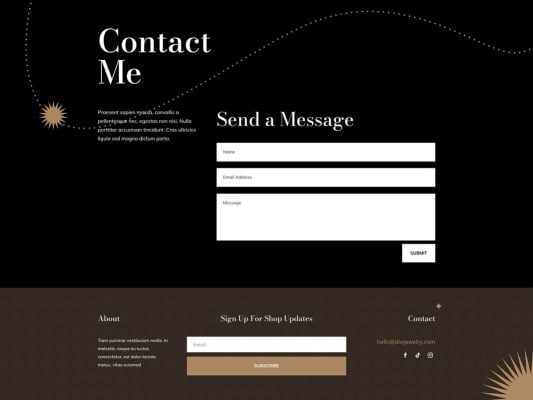 Contact
Me
Praesent sapien massa, convallis a
pellentesque nec, egestas non nisi. Nulla
porttitor accumsan tincidunt. Cras ultricies
ligula sed magna dictum porta.
Send a Message
Name
Email Address
Message
SUBMIT
About
Tiam pulvinar vestibulum mollis. In
molestie, neque eu luctus
consectetur, est dolor lacinia
metus, vitae euismod
Sign Up For Shop Updates
Email
SUBSCRIBE
Contact
hello@divijewelry.com